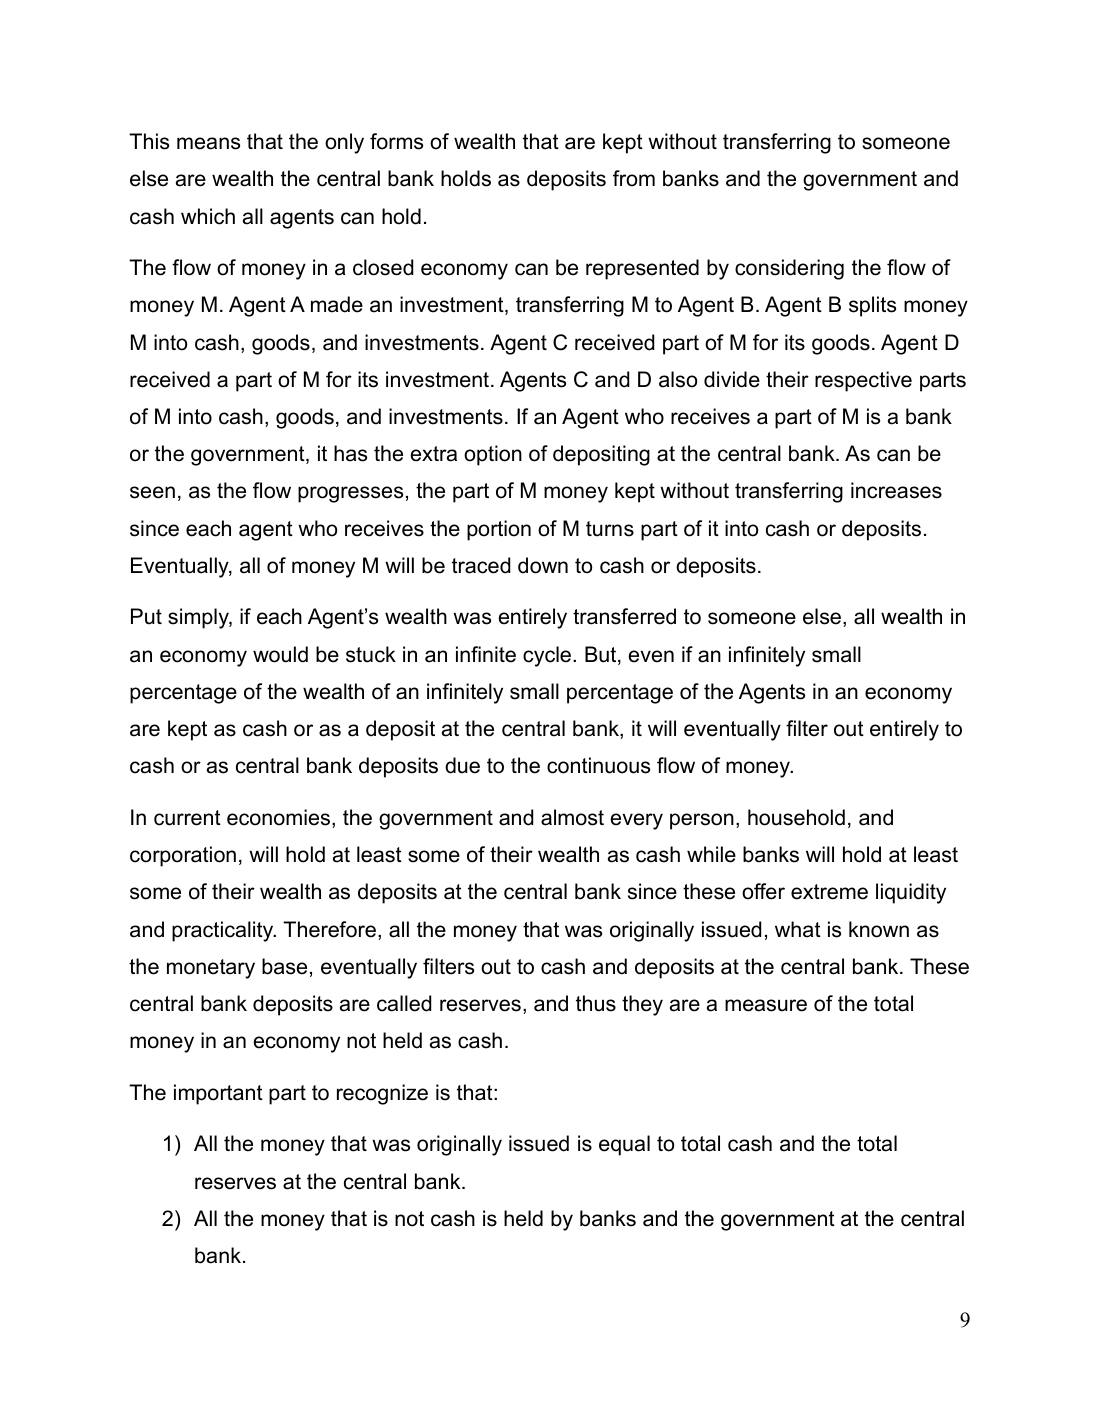 This means that the only forms of wealth that are kept without transferring to someone
else are wealth the central bank holds as deposits from banks and the government and
cash which all agents can hold.
The flow of money in a closed economy can be represented by considering the flow of
money M. Agent A made an investment, transferring M to Agent B. Agent B splits money
M into cash, goods, and investments. Agent C received part of M for its goods. Agent D
received a part of M for its investment. Agents C and D also divide their respective parts
of M into cash, goods, and investments. If an Agent who receives a part of M is a bank
or the government, it has the extra option of depositing at the central bank. As can be
seen, as the flow progresses, the part of M money kept without transferring increases
since each agent who receives the portion of M turns part of it into cash or deposits.
Eventually, all of money M will be traced down to cash or deposits.
Put simply, if each Agent’s wealth was entirely transferred to someone else, all wealth in
an economy would be stuck in an infinite cycle. But, even if an infinitely small
percentage of the wealth of an infinitely small percentage of the Agents in an economy
are kept as cash or as a deposit at the central bank, it will eventually filter out entirely to
cash or as central bank deposits due to the continuous flow of money.
In current economies, the government and almost every person, household, and
corporation, will hold at least some of their wealth as cash while banks will hold at least
some of their wealth as deposits at the central bank since these offer extreme liquidity
and practicality. Therefore, all the money that was originally issued, what is known as
the monetary base, eventually filters out to cash and deposits at the central bank. These
central bank deposits are called reserves, and thus they are a measure of the total
money in an economy not held as cash.
The important part to recognize is that:
1) All the money that was originally issued is equal to total cash and the total
reserves at the central bank.
2) All the money that is not cash is held by banks and the government at the central
bank.
9